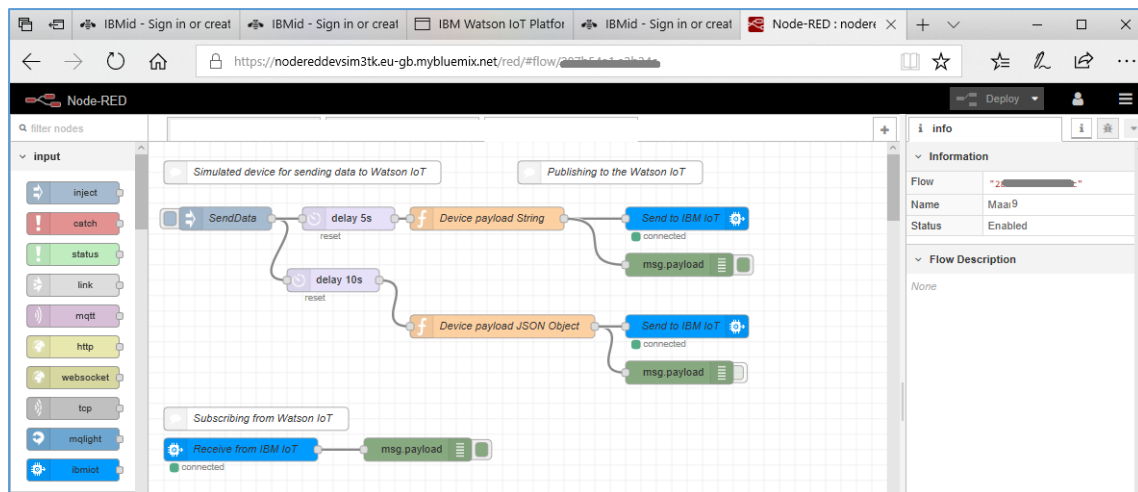 IBMid - Sign in or creat
IBMid - Sign in or creat
IBM Watson IoT Platfor
IBMid - Sign in or creat
Node-RED : nodere
https://nodereddevsim3tk.eu-gb.mybluemix.net/red/#flow/
Node-RED
Deploy
filter nodes
input
inject
catch
status
link
mqtt
http
websocket
tcp
mqlight
ibmiot
Simulated device for sending data to Watson IoT
Publishing to the Watson IoT
SendData
delay 5s
reset
Device payload String
Send to IBM IoT
connected
msg.payload
delay 10s
reset
Device payload JSON Object
Send to IBM IoT
connected
msg.payload
Subscribing from Watson IoT
Receive from IBM IoT
connected
msg.payload
i info
i
Information
Flow
Name Maar9
Status Enabled
Flow Description
None